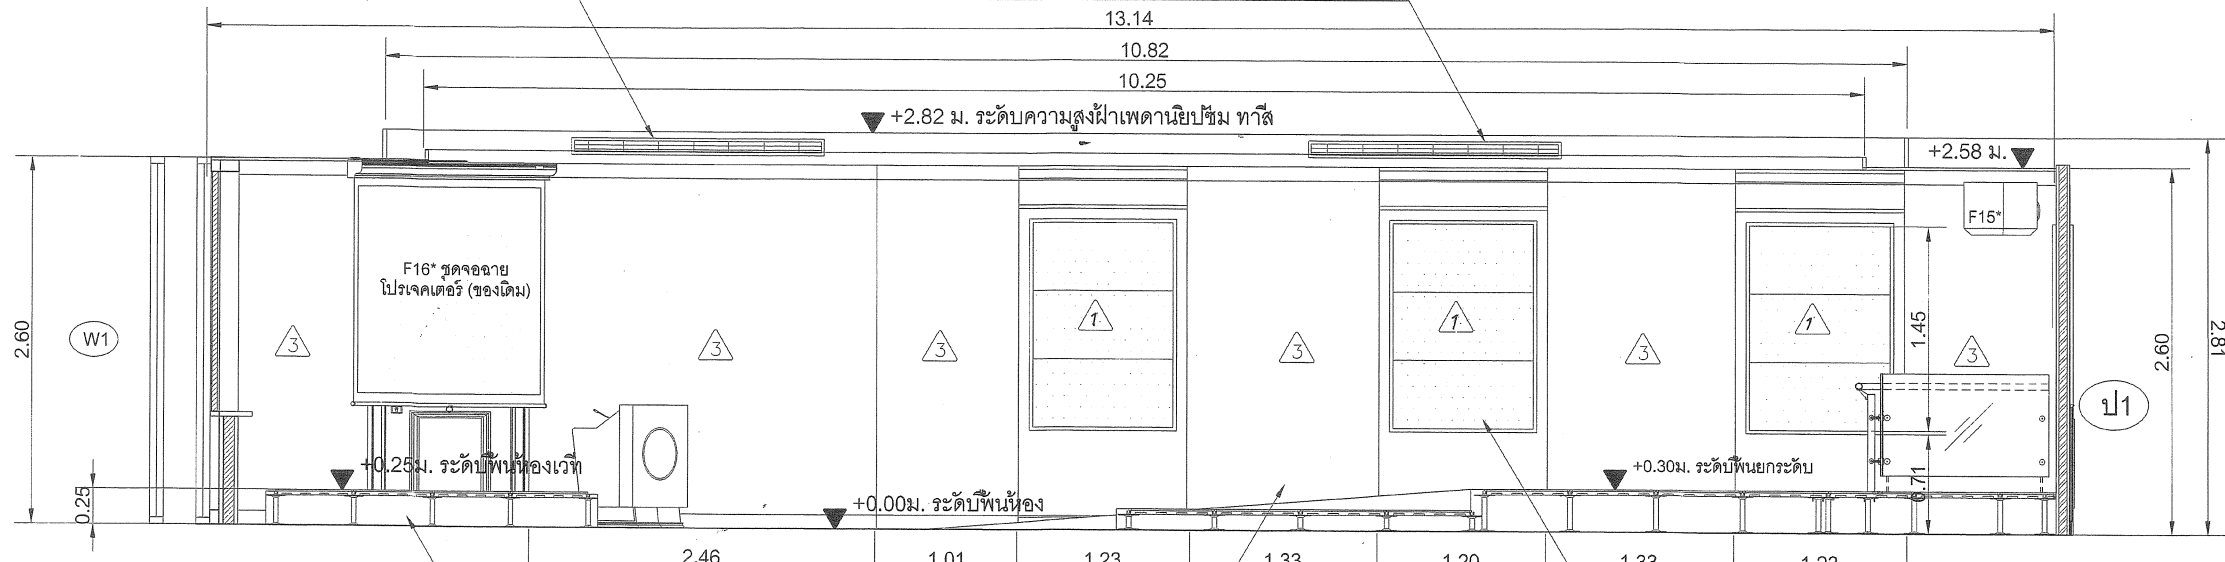 13.14
10.82
10.25
+2.82 ม. ระดับความสูงฝ้าเพดานยิปซัม ทาสี
+2.58 ม.
F15*
F16* ชุดจอฉาย
โปรเจคเตอร์ (ของเดิม)
2.60
W1
3
3
3
1
3
1
3
1
1.45
3
2.60
2.81
ป1
+0.25ม. ระดับพื้นห้องเวที
+0.30ม. ระดับพื้นยกระดับ
0.71
0.25
+0.00ม. ระดับพื้นห้อง
2.46
1.01
1.23
1.33
1.20
1.33